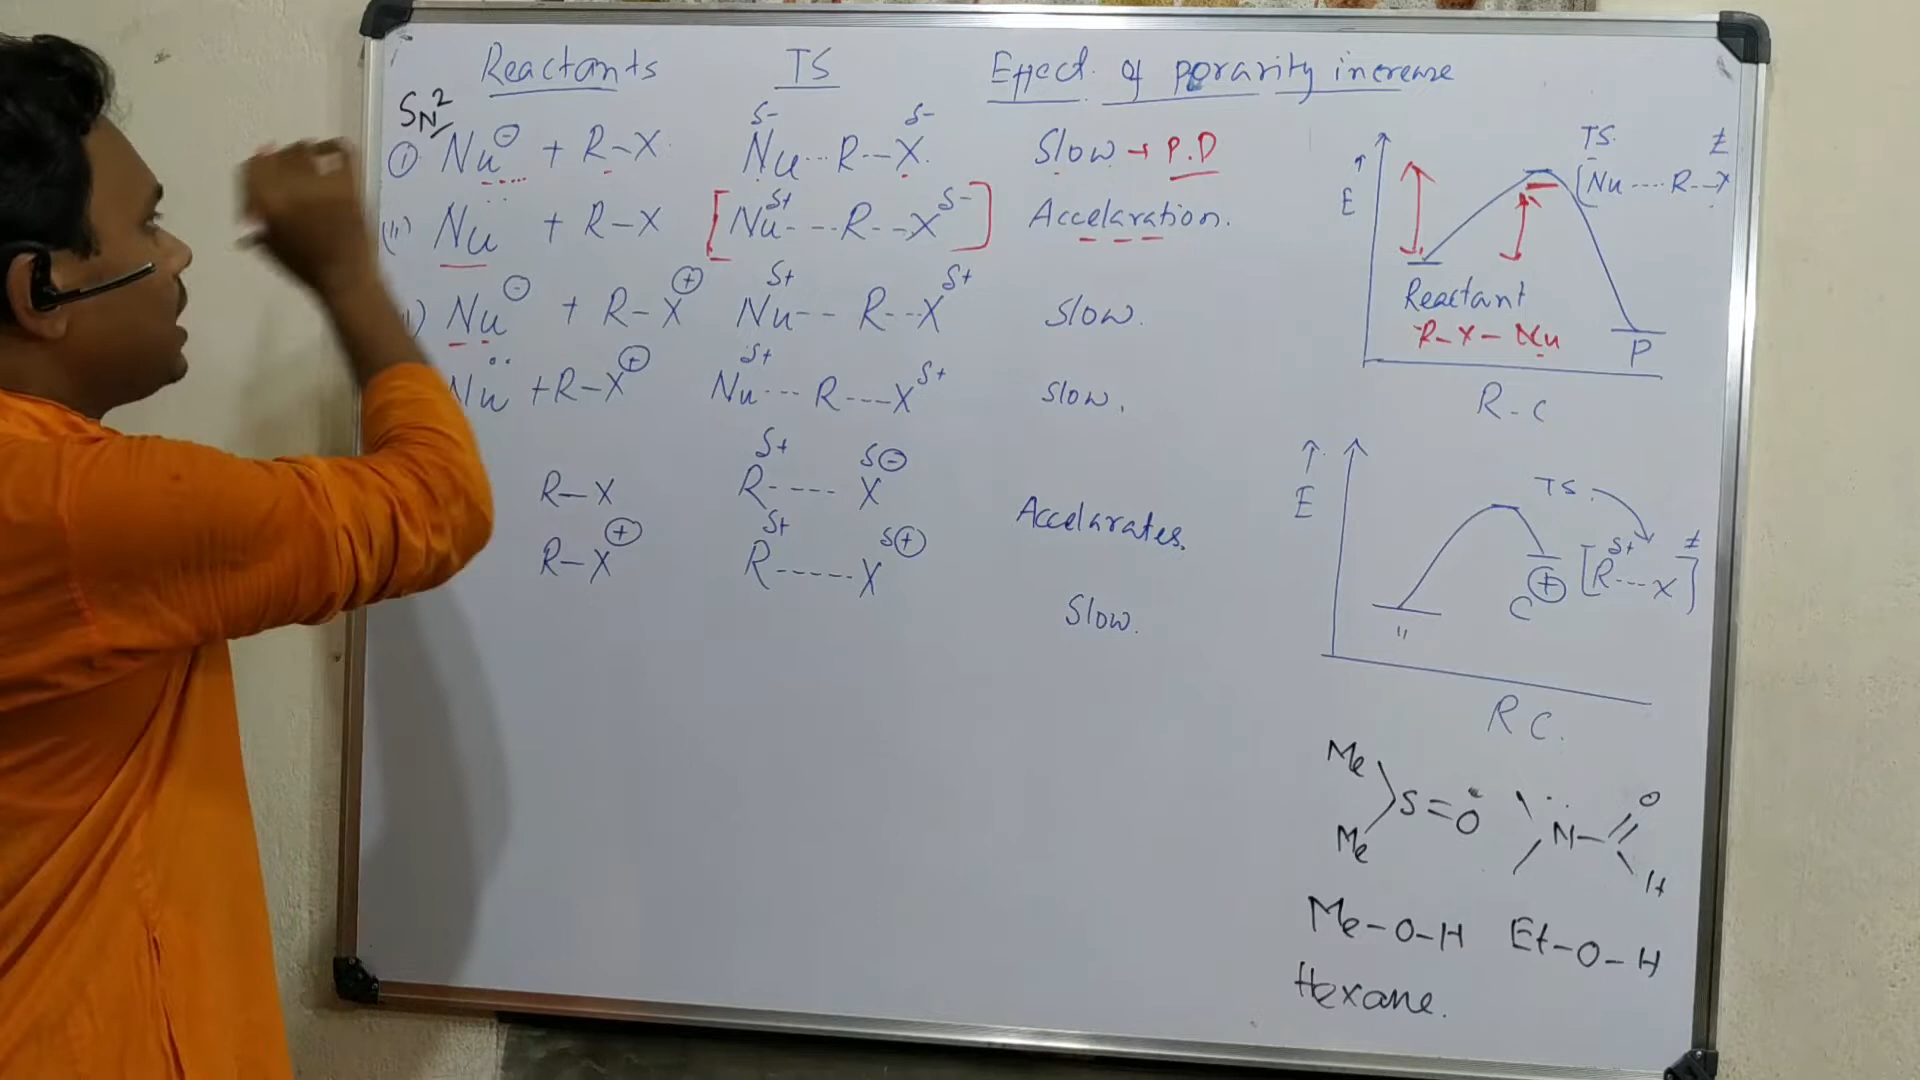 Reactants TS Effect of porarity increase
SN2
(i) Nu⊖ + R-X Nu···R---X Slow → P.D
δ- δ-
(ii) Nu + R-X [Nu---R---X] Accelaration.
δ+ δ-
Nu⊖ + R-X⊕ Nu--R---X Slow.
δ+ δ+
Nu + R-X⊕ Nu---R---X Slow.
δ+ δ+
R-X R----X Accelarates.
δ+ δ⊖
R-X⊕ R-----X Slow.
δ+ δ⊕
TS. ≠
↑ E [Nu----R--X
Reactant
R-X-Nu
P
R-C
↑ E
TS.
C⊕ [R---X]≠
δ+
RC.
Me
S=O
Me
N
O
H
Me-O-H Et-O-H
Hexane.